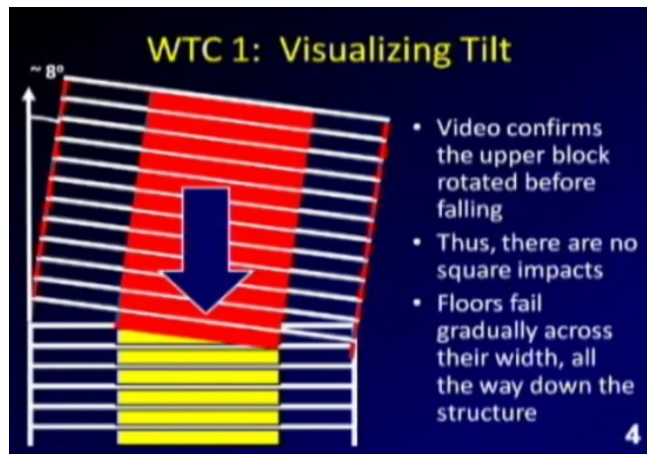 WTC 1: Visualizing Tilt
~ 8º
• Video confirms
the upper block
rotated before
falling
• Thus, there are no
square impacts
• Floors fail
gradually across
their width, all
the way down the
structure
4